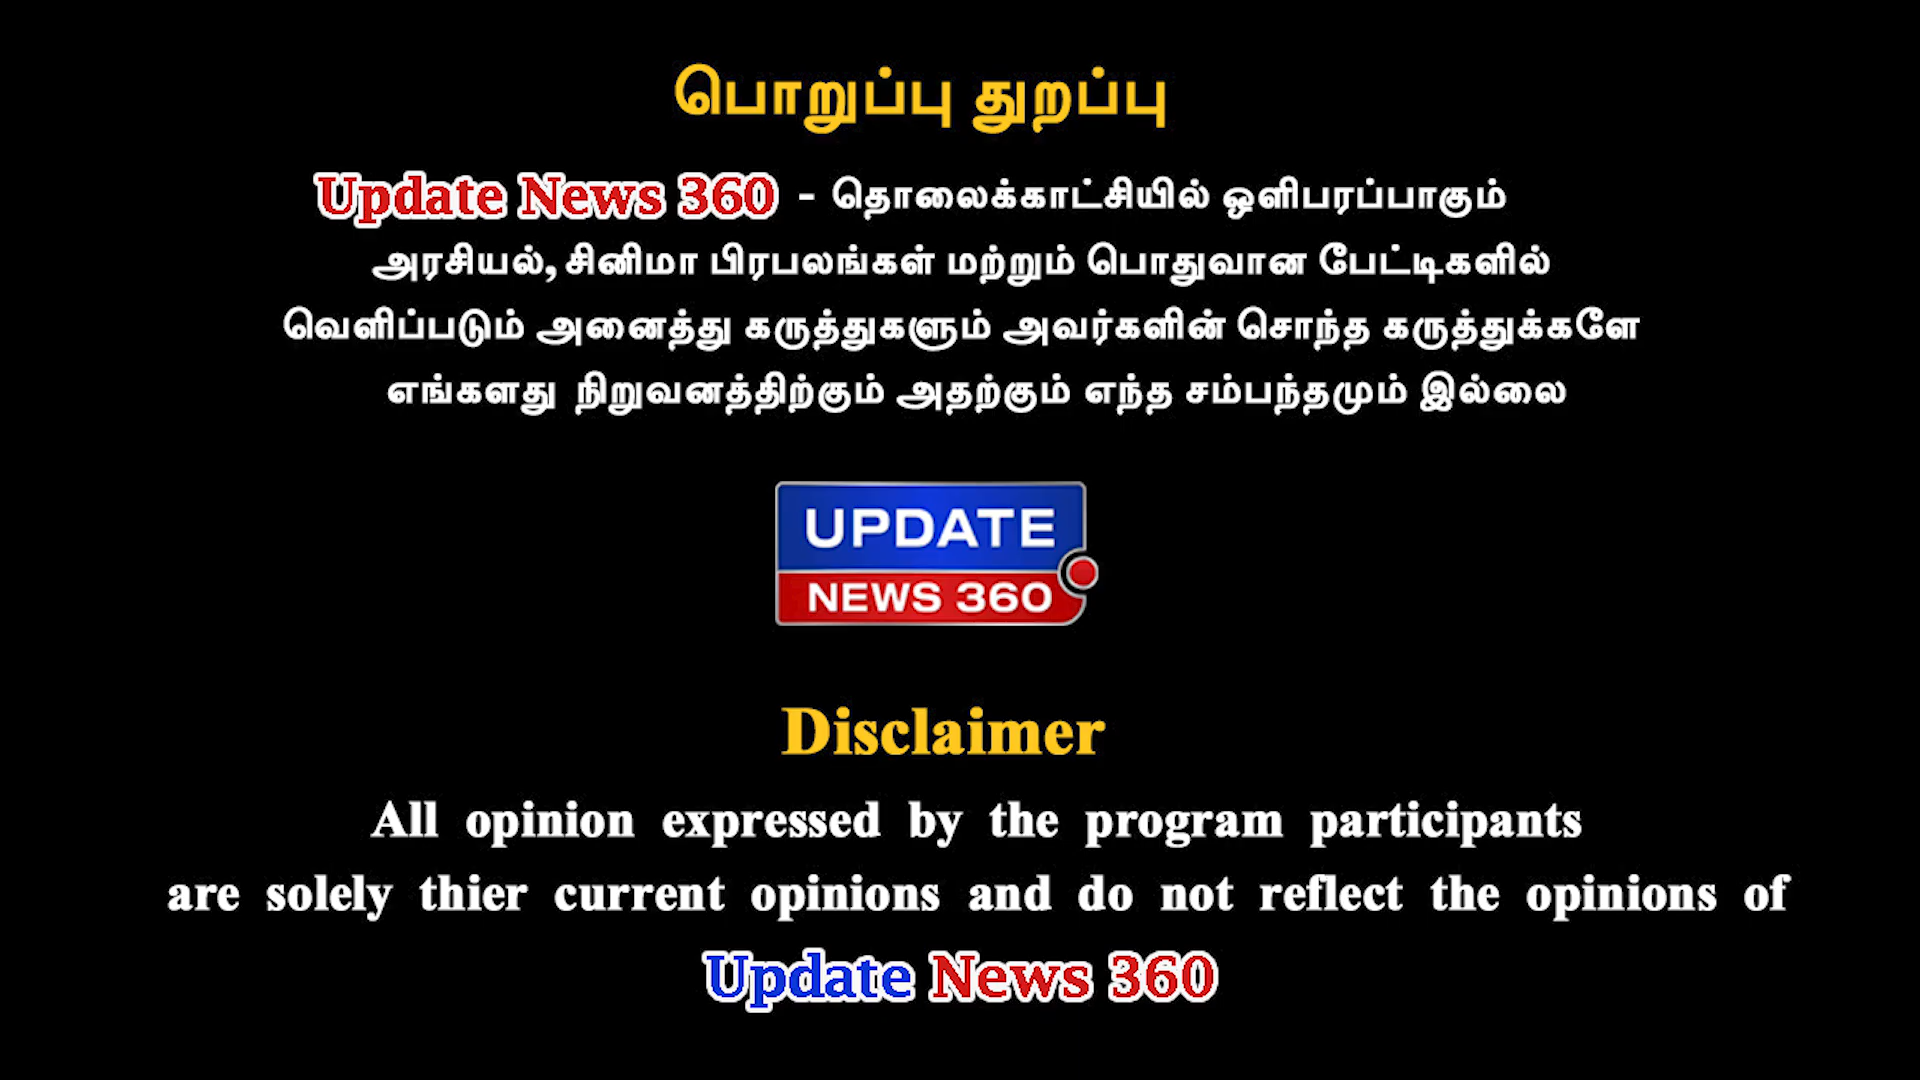 பொறுப்பு துறப்பு
Update News 360 - தொலைக்காட்சியில் ஒளிபரப்பாகும்
அரசியல், சினிமா பிரபலங்கள் மற்றும் பொதுவான பேட்டிகளில்
வெளிப்படும் அனைத்து கருத்துகளும் அவர்களின் சொந்த கருத்துக்களே
எங்களது நிறுவனத்திற்கும் அதற்கும் எந்த சம்பந்தமும் இல்லை
UPDATE
NEWS 360
Disclaimer
All opinion expressed by the program participants
are solely thier current opinions and do not reflect the opinions of
Update News 360